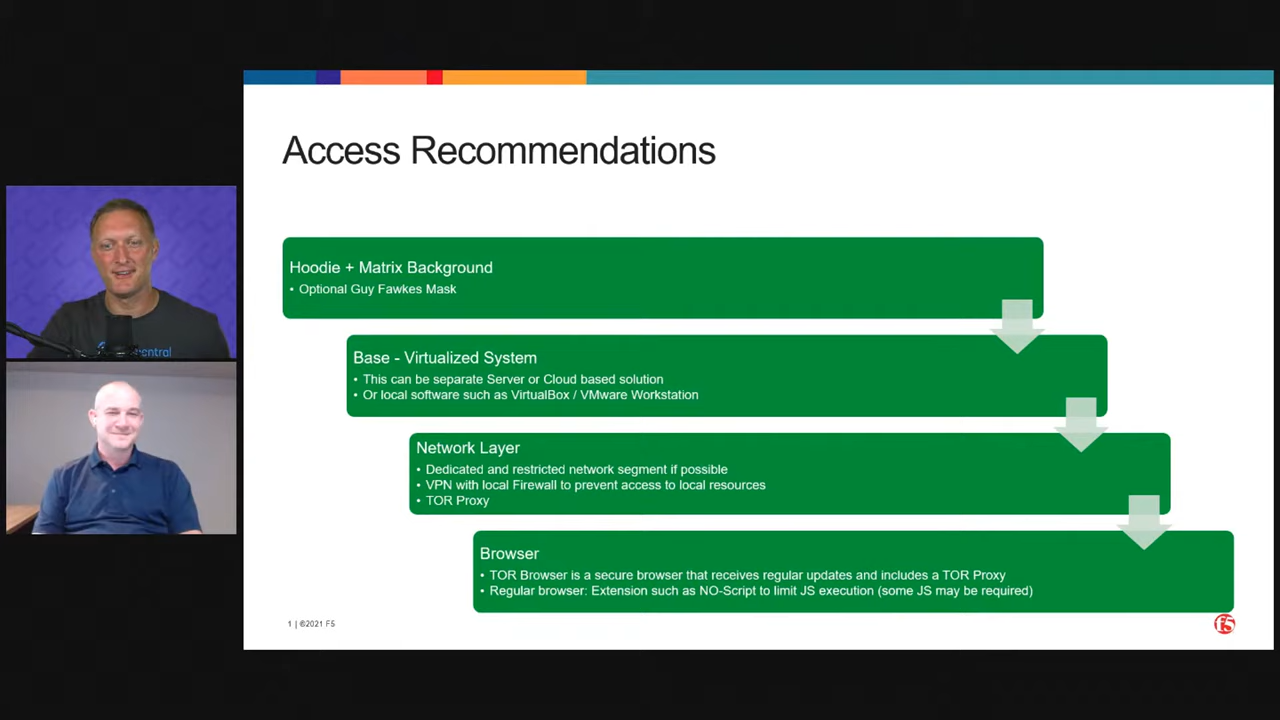 Access Recommendations
Hoodie + Matrix Background
• Optional Guy Fawkes Mask
Base - Virtualized System
• This can be separate Server or Cloud based solution
• Or local software such as VirtualBox / VMware Workstation
Network Layer
• Dedicated and restricted network segment if possible
• VPN with local Firewall to prevent access to local resources
• TOR Proxy
Browser
• TOR Browser is a secure browser that receives regular updates and includes a TOR Proxy
• Regular browser: Extension such as NO-Script to limit JS execution (some JS may be required)
1 | ©2021 F5
f5